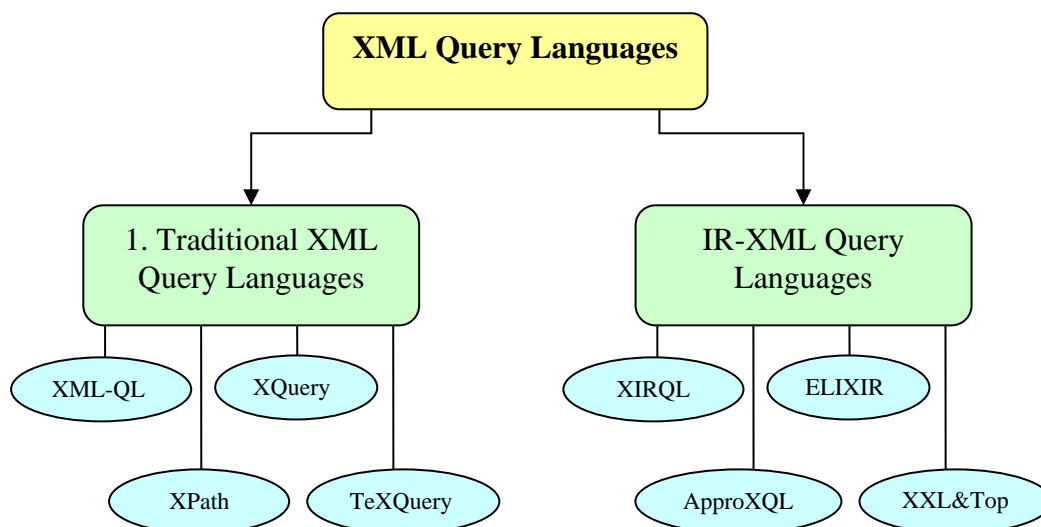 XML Query Languages
1. Traditional XML
Query Languages
IR-XML Query
Languages
XML-QL
XQuery
XIRQL
ELIXIR
XPath
TeXQuery
ApproXQL
XXL&Top